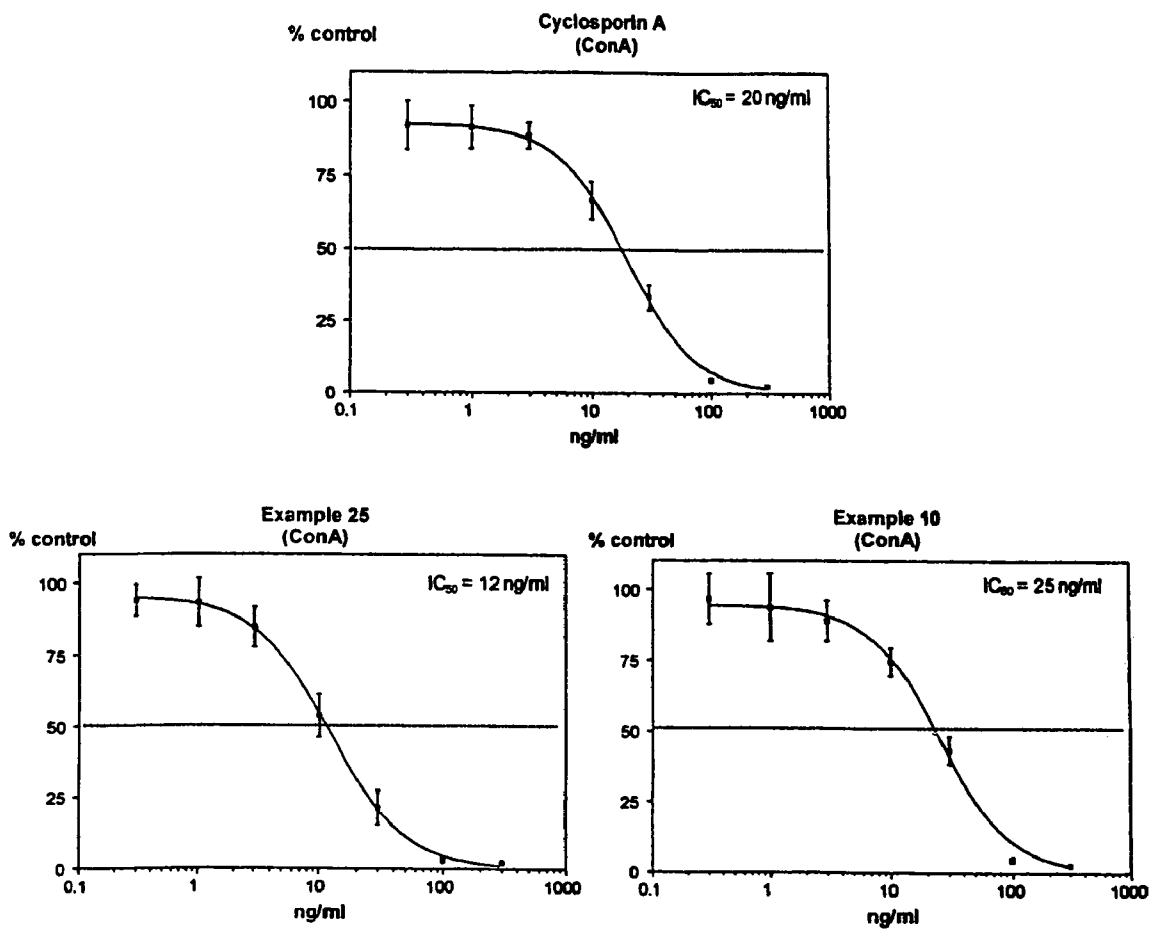 Cyclosporin A
(ConA)
% control
IC50 = 20 ng/ml
100
75
50
25
0
0.1 1 10 100 1000
ng/ml
Example 25
(ConA)
% control
IC50 = 12 ng/ml
100
75
50
25
0
0.1 1 10 100 1000
ng/ml
Example 10
(ConA)
% control
IC50 = 25 ng/ml
100
75
50
25
0
0.1 1 10 100 1000
ng/ml